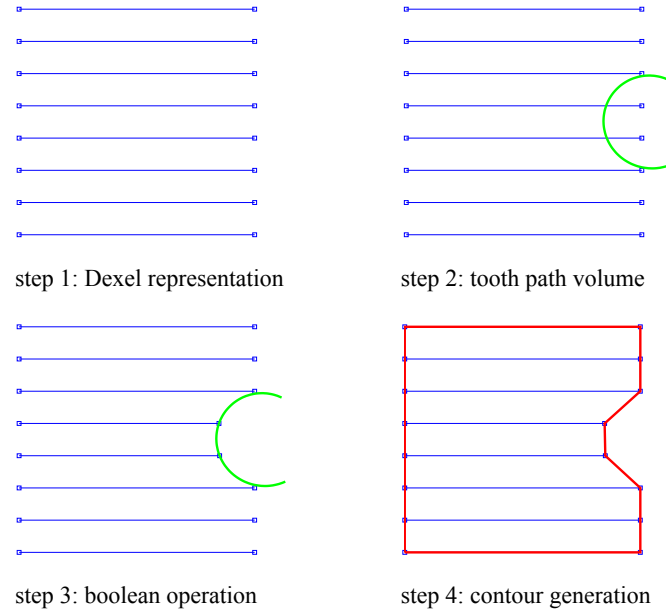 step 1: Dexel representation
step 2: tooth path volume
step 3: boolean operation
step 4: contour generation